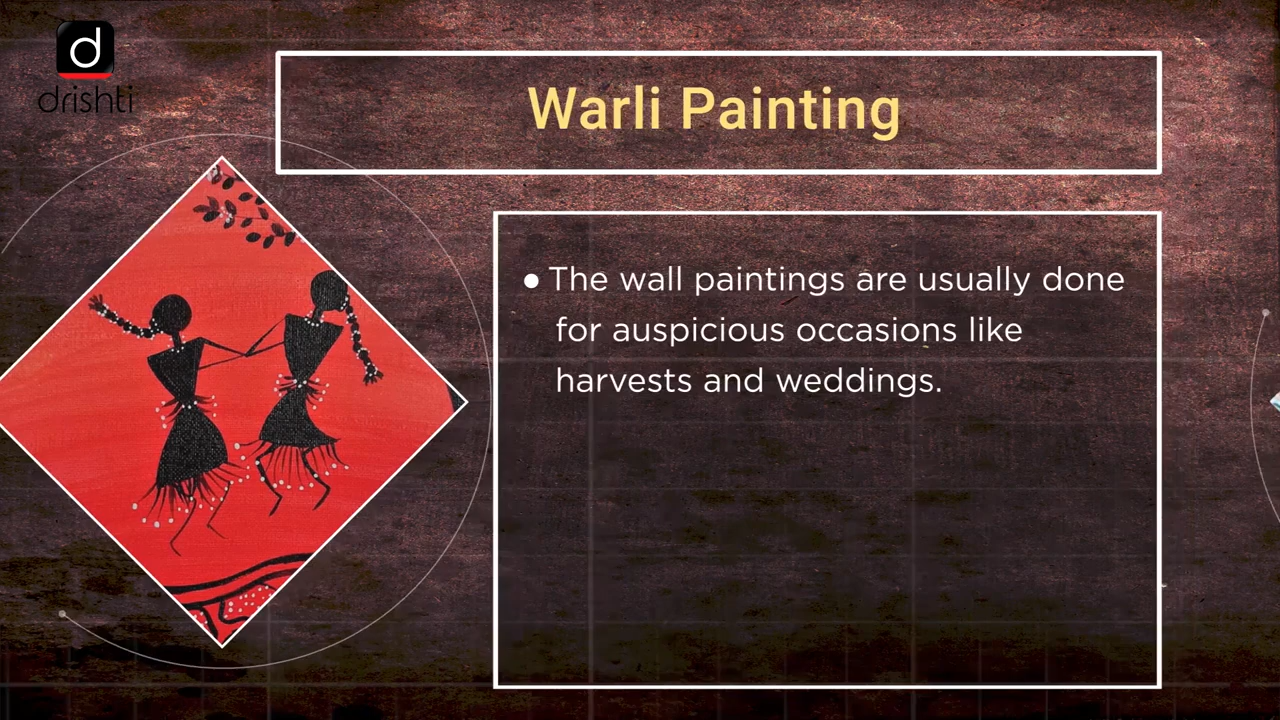 d
drishti
Warli Painting
● The wall paintings are usually done
for auspicious occasions like
harvests and weddings.